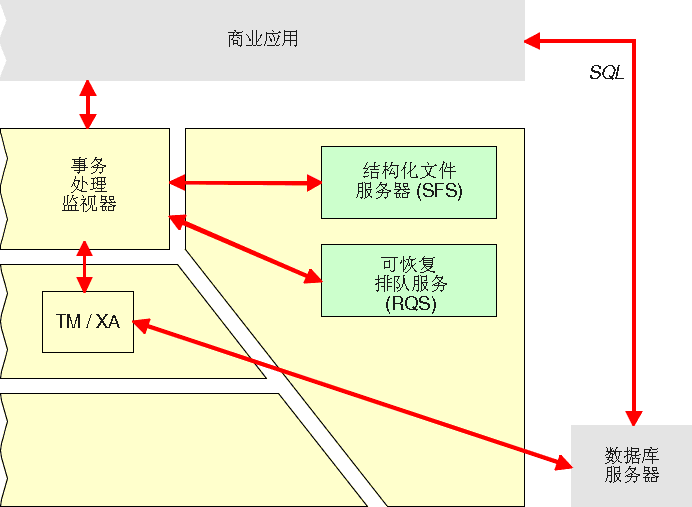 商业应用
SQL
事务
处理
监视器
结构化文件
服务器 (SFS)
可恢复
排队服务
(RQS)
TM / XA
数据库
服务器